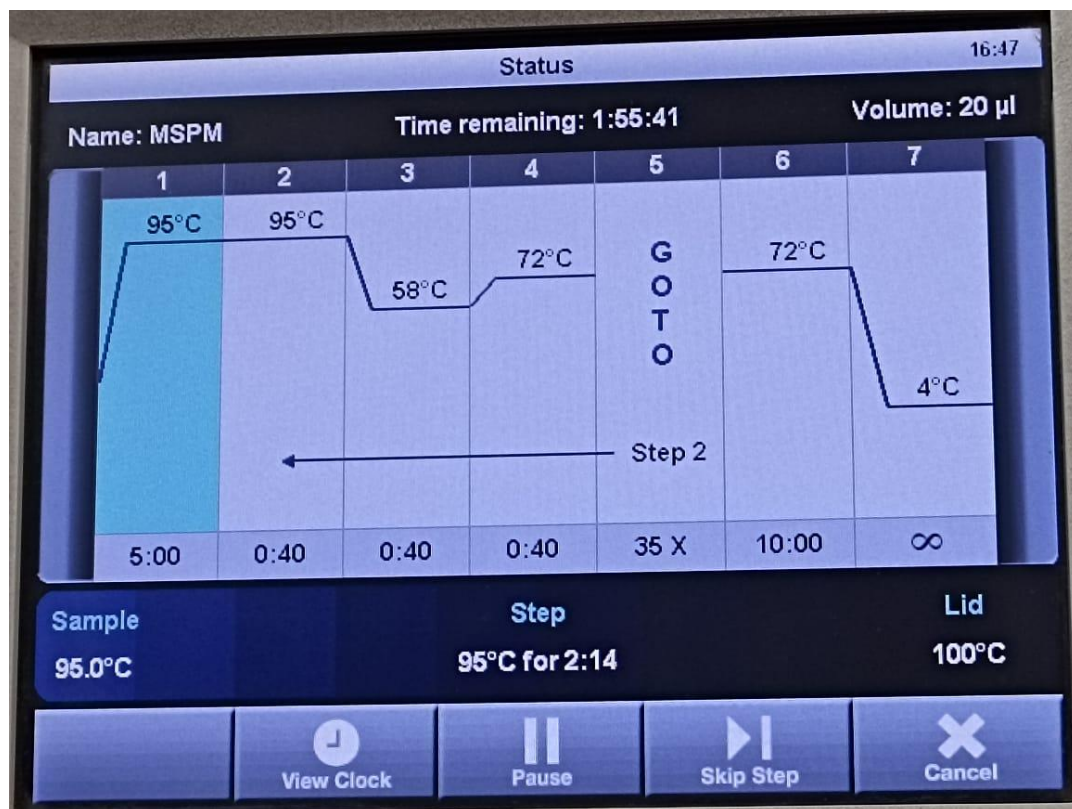 Status 16:47
Name: MSPM Time remaining: 1:55:41 Volume: 20 µl
1 2 3 4 5 6 7
95°C 95°C 58°C 72°C GOTO 72°C 4°C
Step 2
5:00 0:40 0:40 0:40 35 X 10:00 ∞
Sample Step Lid
95.0°C 95°C for 2:14 100°C
View Clock Pause Skip Step Cancel